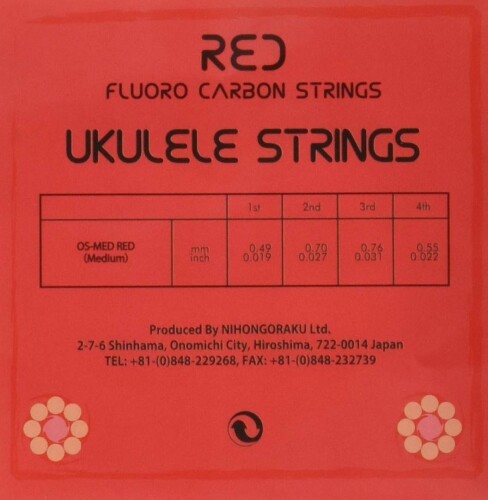 RED
FLUORO CARBON STRINGS
UKULELE STRINGS
1st 2nd 3rd 4th
OS-MED RED (Medium) mm 0.49 0.70 0.76 0.55
inch 0.019 0.027 0.031 0.022
Produced By NIHONGORAKU Ltd.
2-7-6 Shinhama, Onomichi City, Hiroshima, 722-0014 Japan
TEL: +81-(0)848-229268, FAX: +81-(0)848-232739